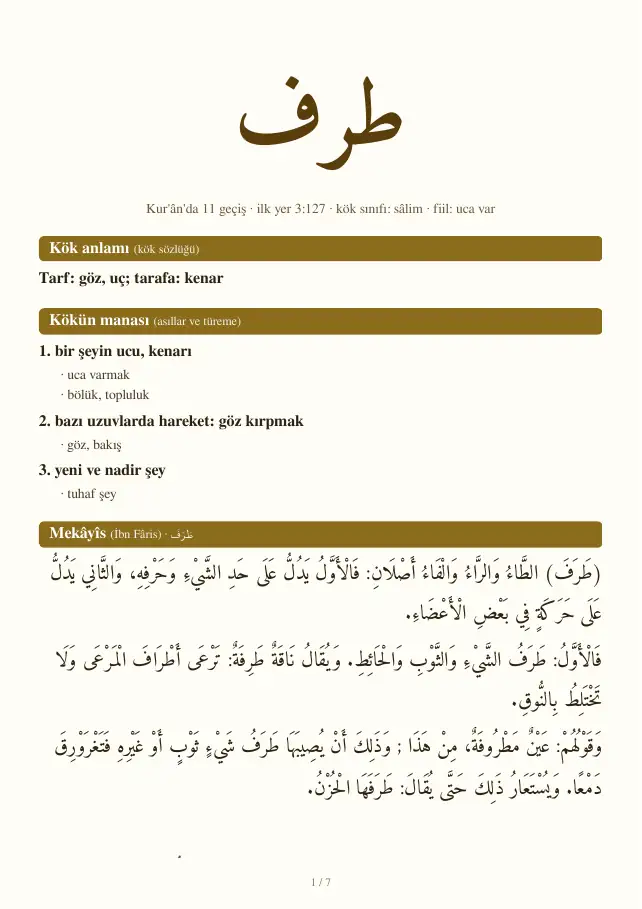 طرف
Kur'ân'da 11 geçiş · ilk yer 3:127 · kök sınıfı: sâlim · fiil: uca var
Kök anlamı (kök sözlüğü)
Tarf: göz, uç; tarafa: kenar
Kökün manası (asıllar ve türeme)
1. bir şeyin ucu, kenarı
· uca varmak
· bölük, topluluk
2. bazı uzuvlarda hareket: göz kırpmak
· göz, bakış
3. yeni ve nadir şey
· tuhaf şey
Mekâyîs (İbn Fâris) · طَرَفَ
(طَرَفَ) الطَّاءُ وَالرَّاءُ وَالْفَاءُ أَصْلَانِ: فَالْأَوَّلُ يَدُلُّ عَلَى حَدِ الشَّيْءِ وَحَرْفِهِ، وَالثَّانِي يَدُلُّ
عَلَى حَرَكَةٍ فِي بَعْضِ الْأَعْضَاءِ.
فَالْأَوَّلُ: طَرَفُ الشَّيْءِ وَالثَّوْبِ وَالْحَائِطِ. وَيُقَالُ نَاقَةٌ طَرِفَةٌ: تَرْعَى أَطْرَافَ الْمَرْعَى وَلَا
تَخْتَلِطُ بِالنُّوقِ.
وَقَوْلُهُمْ: عَيْنٌ مَطْرُوفَةٌ، مِنْ هَذَا ; وَذَلِكَ أَنْ يُصِيبَهَا طَرَفُ شَيْءٍ ثَوْبٍ أَوْ غَيْرِهِ فَتَغْرَوْرِقَ
دَمْعًا. وَيُسْتَعَارُ ذَلِكَ حَتَّى يُقَالَ: طَرَفَهَا الْحُزْنُ.
1 / 7